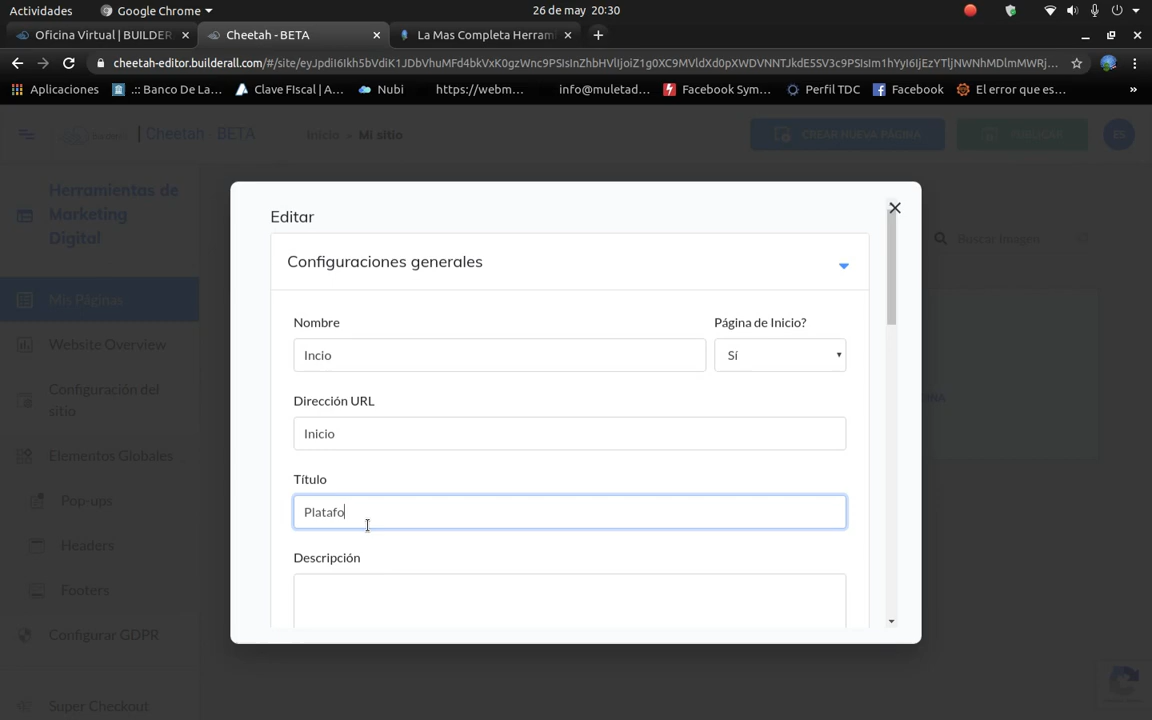 Actividades
Google Chrome
26 de may 20:30
Oficina Virtual | BUILDER
Cheetah - BETA
La Mas Completa Herrami
cheetah-editor.builderall.com/#/site/
Aplicaciones
.:: Banco De La...
Clave FIscal | A...
Nubi
https://webm...
info@muletad...
Facebook Sym...
Perfil TDC
Facebook
El error que es...
»
Cheetah - BETA
Inicio » Mi sitio
CREAR NUEVA PÁGINA
PUBLICAR
ES
Herramientas de
Marketing
Digital
Buscar Imagen
Mis Páginas
Website Overview
Configuración del
sitio
Elementos Globales
Pop-ups
Headers
Footers
Configurar GDPR
Super Checkout
Editar
Configuraciones generales
Nombre
Página de Inicio?
Incio
Sí
Dirección URL
Inicio
Título
Platafo
Descripción